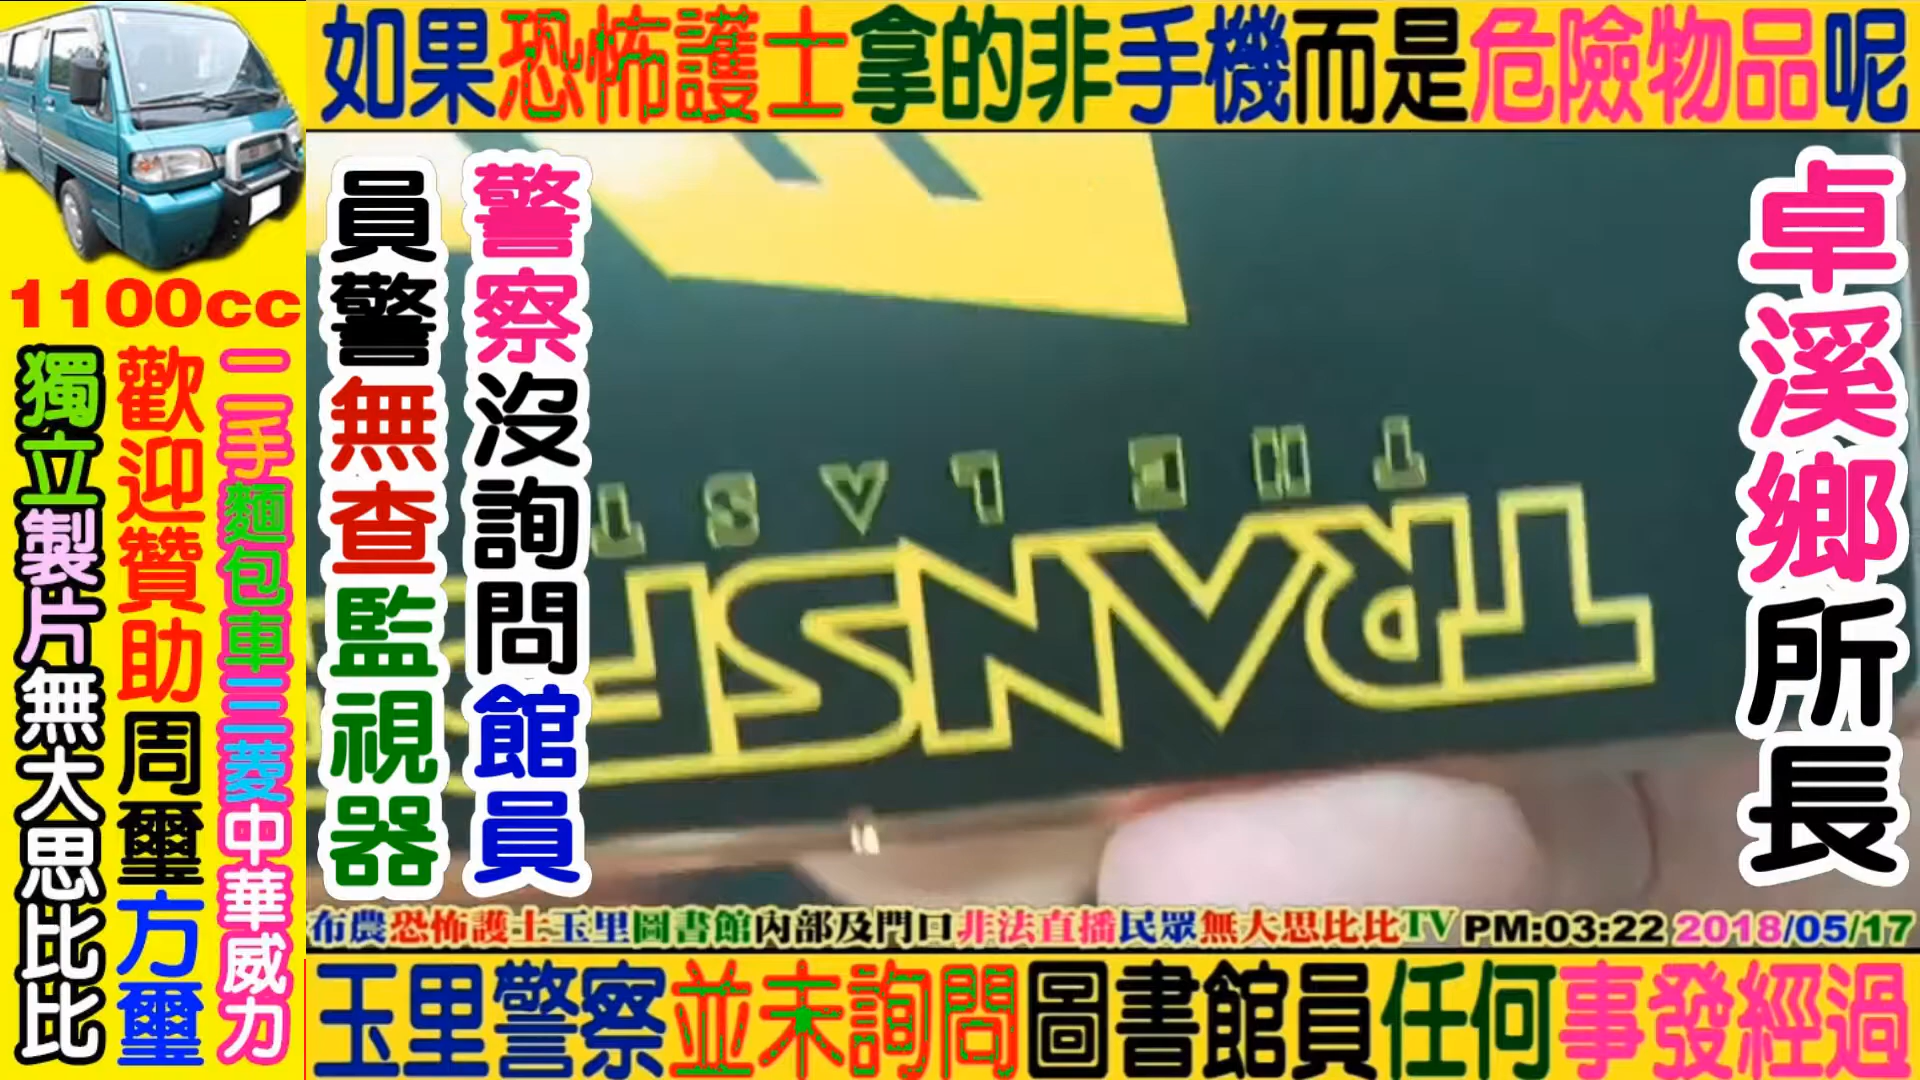 如果恐怖護士拿的非手機而是危險物品呢
1100cc
二手麵包車三菱中華威力
歡迎贊助周璽方璽
獨立製片無大思比比
警察沒詢問館員
員警無查監視器
卓溪鄉所長
THE LAST
TRANSF
布農恐怖護士玉里圖書館內部及門口非法直播民眾無大思比比TV PM:03:22 2018/05/17
玉里警察並未詢問圖書館員任何事發經過